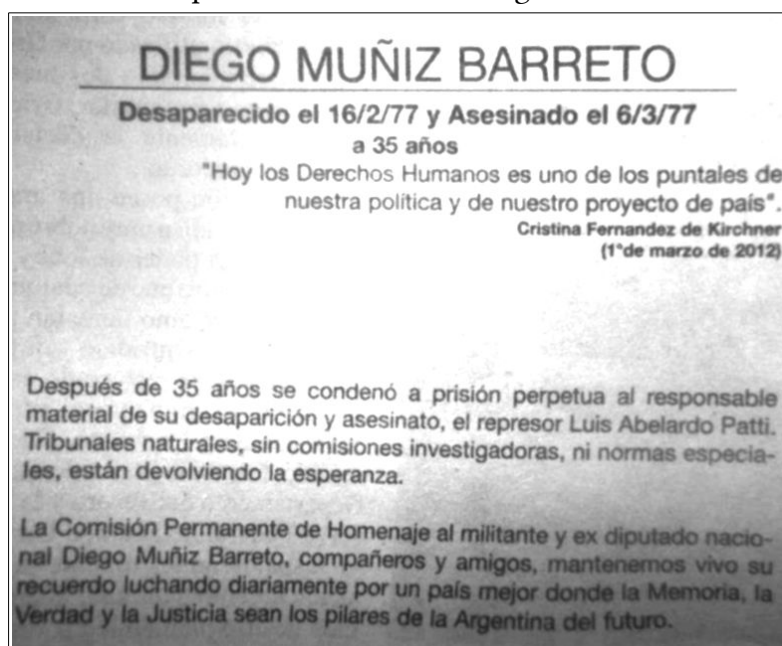 DIEGO MUÑIZ BARRETO
Desaparecido el 16/2/77 y Asesinado el 6/3/77
a 35 años
"Hoy los Derechos Humanos es uno de los puntales de
nuestra política y de nuestro proyecto de país".
Cristina Fernandez de Kirchner
(1°de marzo de 2012)
Después de 35 años se condenó a prisión perpetua al responsable
material de su desaparición y asesinato, el represor Luis Abelardo Patti.
Tribunales naturales, sin comisiones investigadoras, ni normas especia-
les, están devolviendo la esperanza.
La Comisión Permanente de Homenaje al militante y ex diputado nacio-
nal Diego Muñiz Barreto, compañeros y amigos, mantenemos vivo su
recuerdo luchando diariamente por un país mejor donde la Memoria, la
Verdad y la Justicia sean los pilares de la Argentina del futuro.